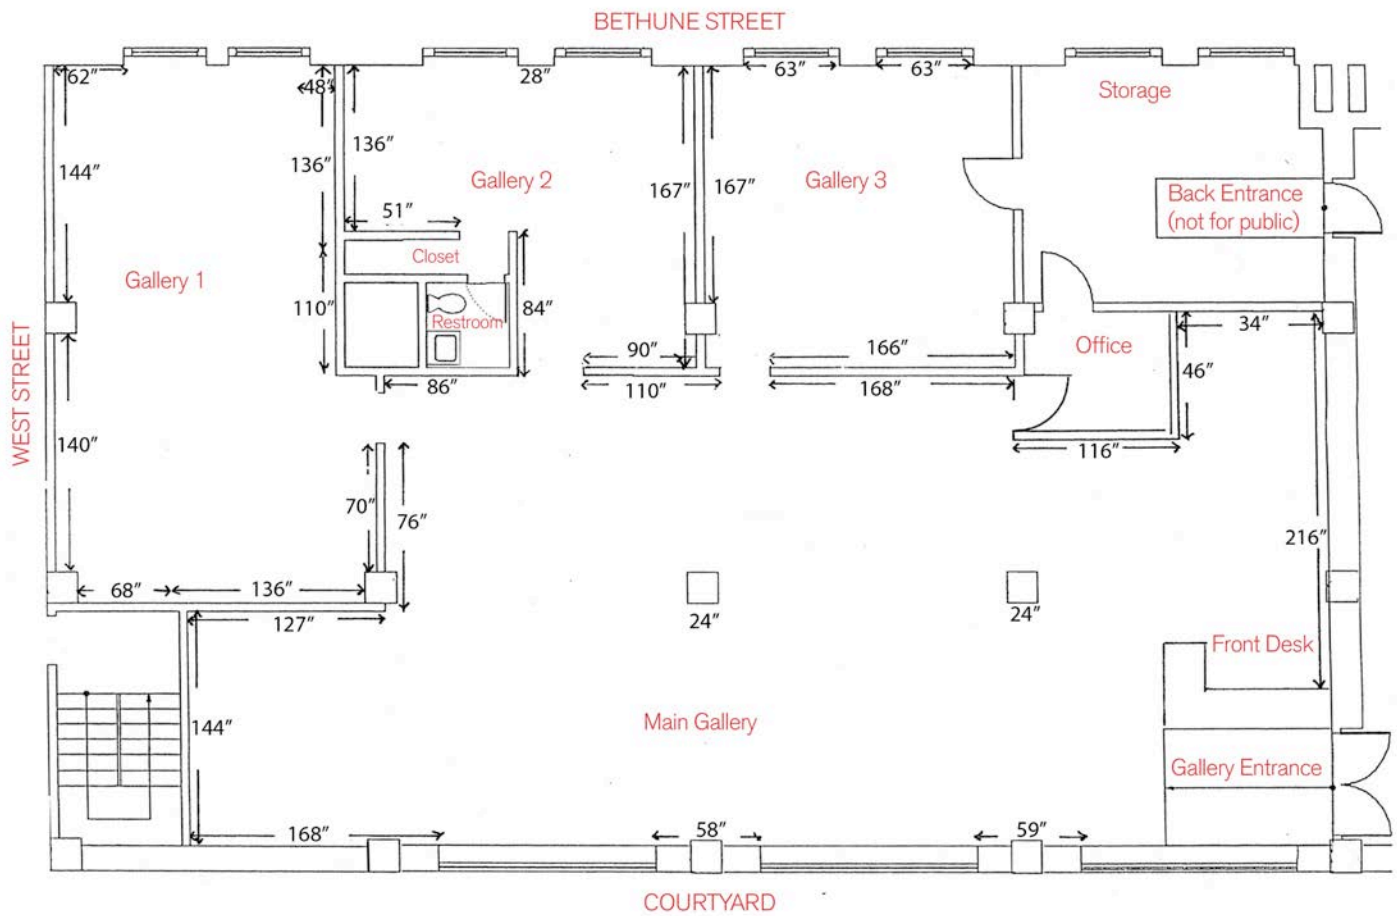 BETHUNE STREET
62"
48"
28"
63"
63"
Storage
144"
136"
136"
Gallery 2
167"
167"
Gallery 3
Back Entrance
(not for public)
51"
Closet
Gallery 1
110"
Restroom
84"
34"
WEST STREET
90"
166"
Office
46"
86"
110"
168"
140"
116"
70"
76"
216"
68"
136"
127"
24"
24"
Front Desk
144"
Main Gallery
Gallery Entrance
168"
58"
59"
COURTYARD